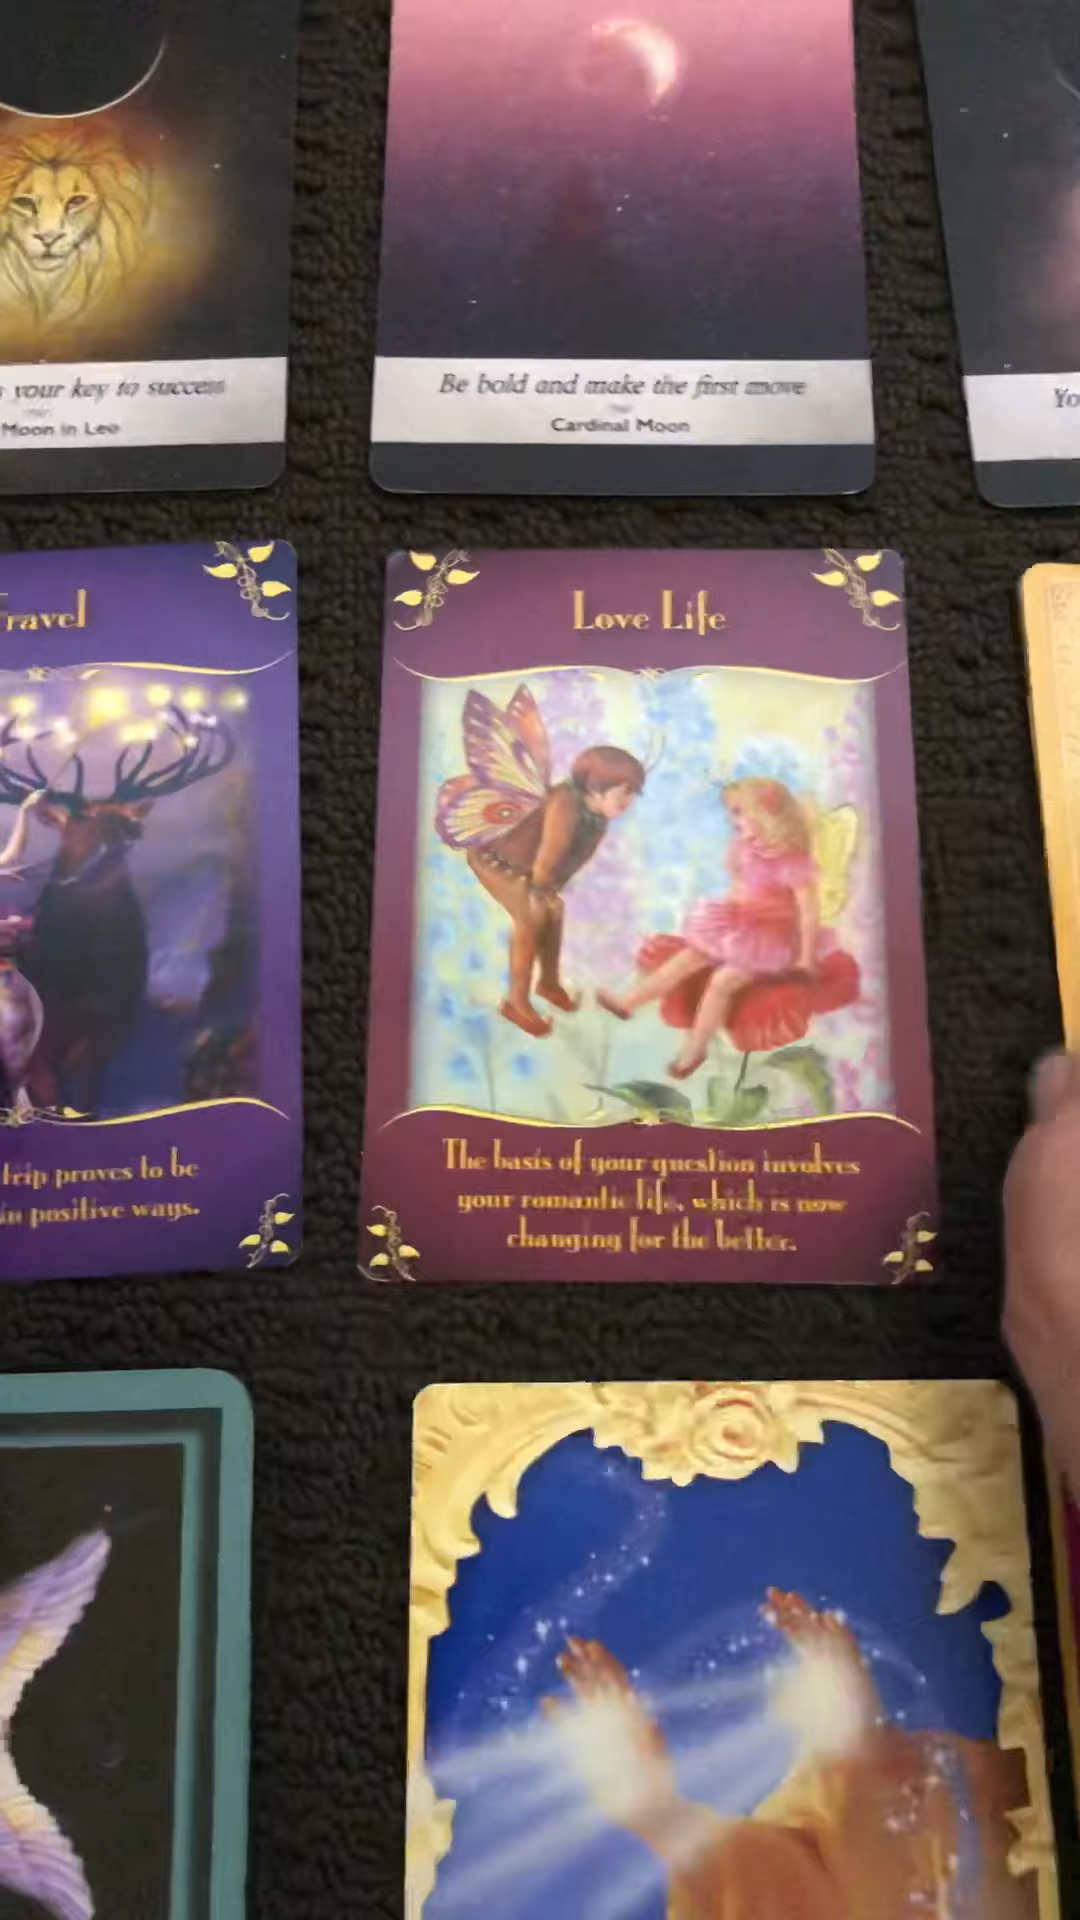 your key to success
Moon in Leo
Be bold and make the first move
Cardinal Moon
Travel
trip proves to be
in positive ways.
Love Life
The basis of your question involves
your romantic life, which is now
changing for the better.